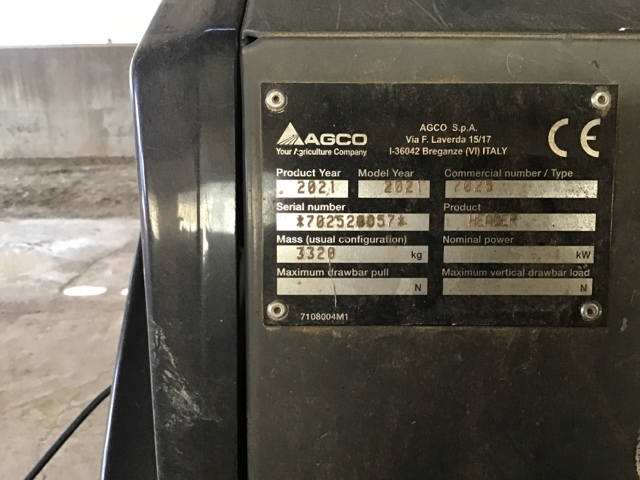 AGCO
Your Agriculture Company
AGCO S.p.A.
Via F. Laverda 15/17
I-36042 Breganze (VI) ITALY
CE
Product Year Model Year Commercial number / Type
. 2021 2021 7025
Serial number Product
*702520057* HEADER
Mass (usual configuration) Nominal power
3320 kg kW
Maximum drawbar pull Maximum vertical drawbar load
N N
7108004M1